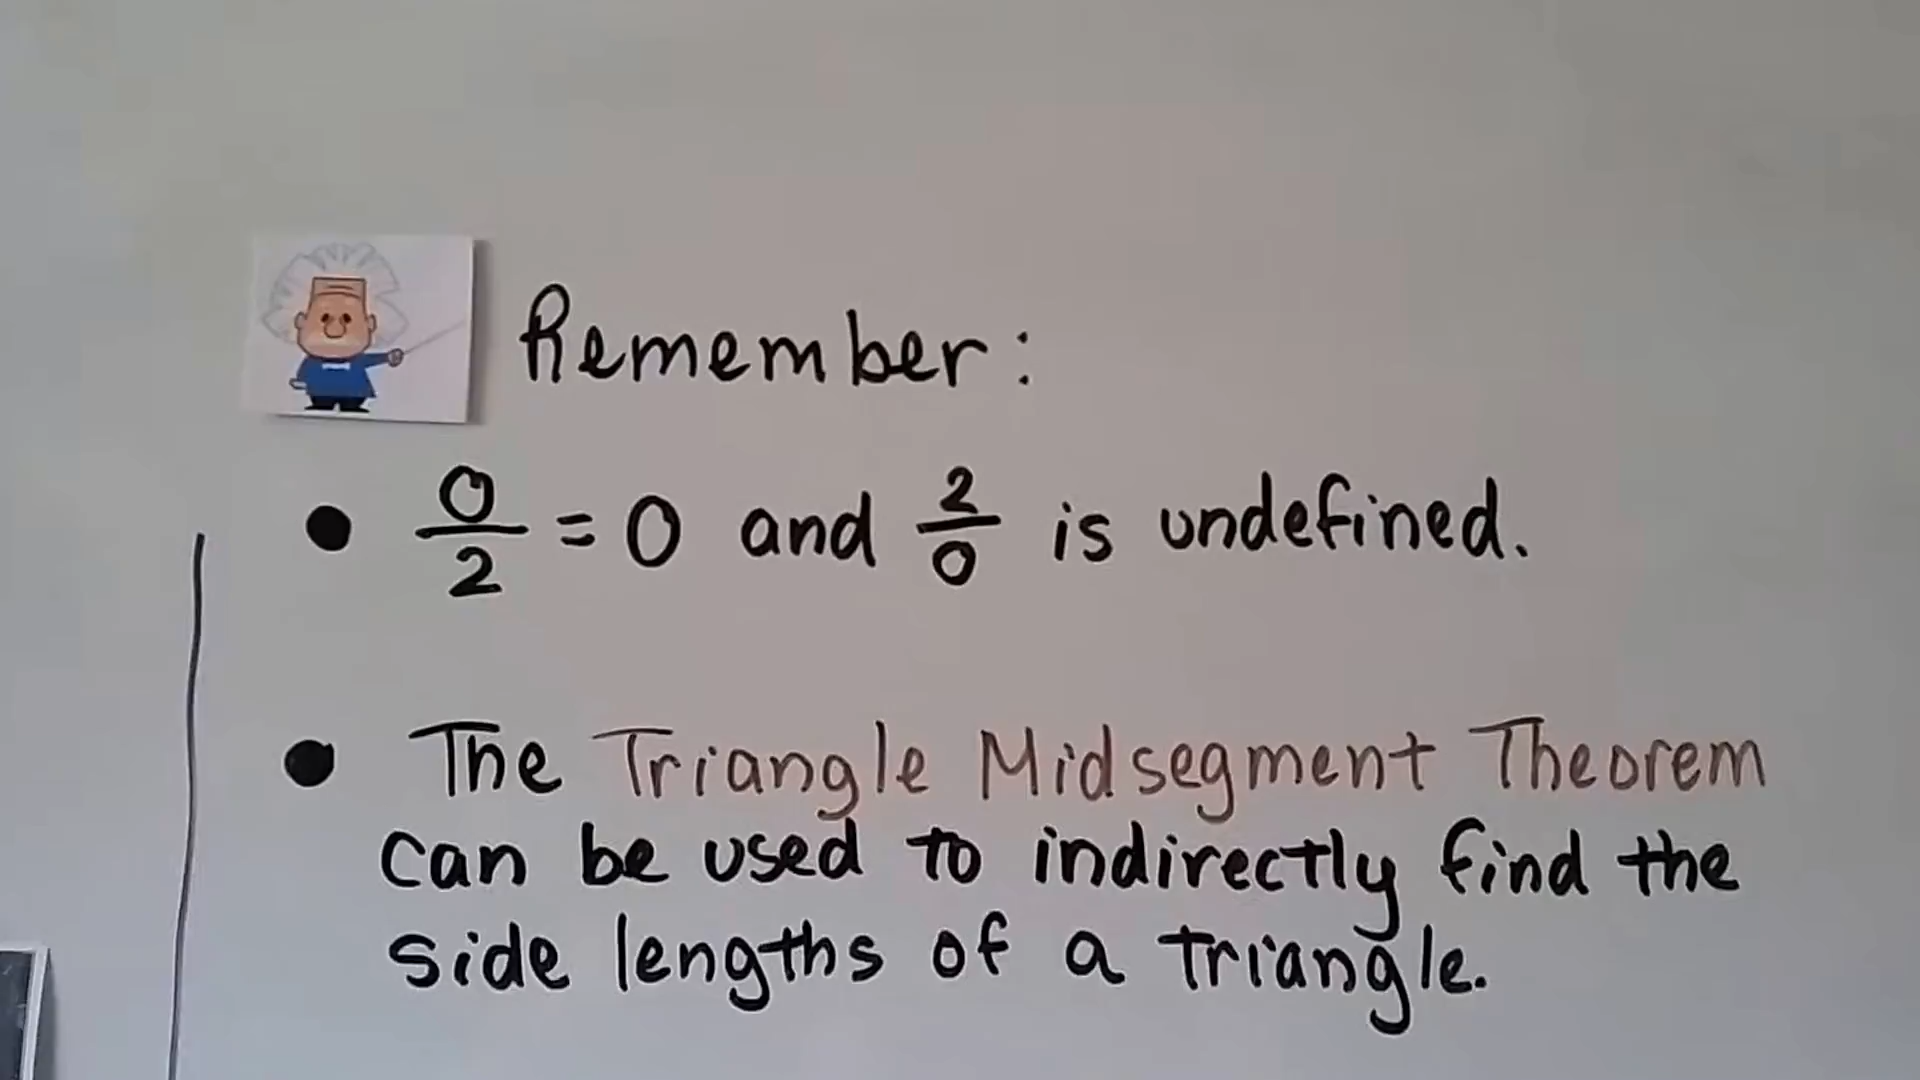 Remember:
• 0/2 = 0 and 2/0 is undefined.
• The Triangle Midsegment Theorem
can be used to indirectly find the
side lengths of a triangle.